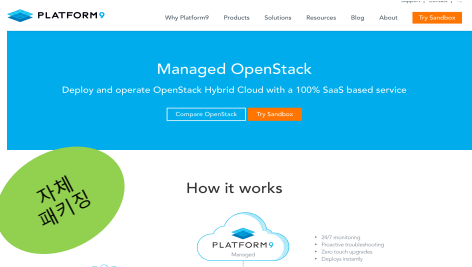 Support
Contact
PLATFORM9
Why Platform9 Products Solutions Resources Blog About Try Sandbox
Managed OpenStack
Deploy and operate OpenStack Hybrid Cloud with a 100% SaaS based service
Compare OpenStack Try Sandbox
자체
패키징
How it works
PLATFORM9
Managed
24/7 monitoring
Proactive troubleshooting
Zero touch upgrades
Deploys instantly